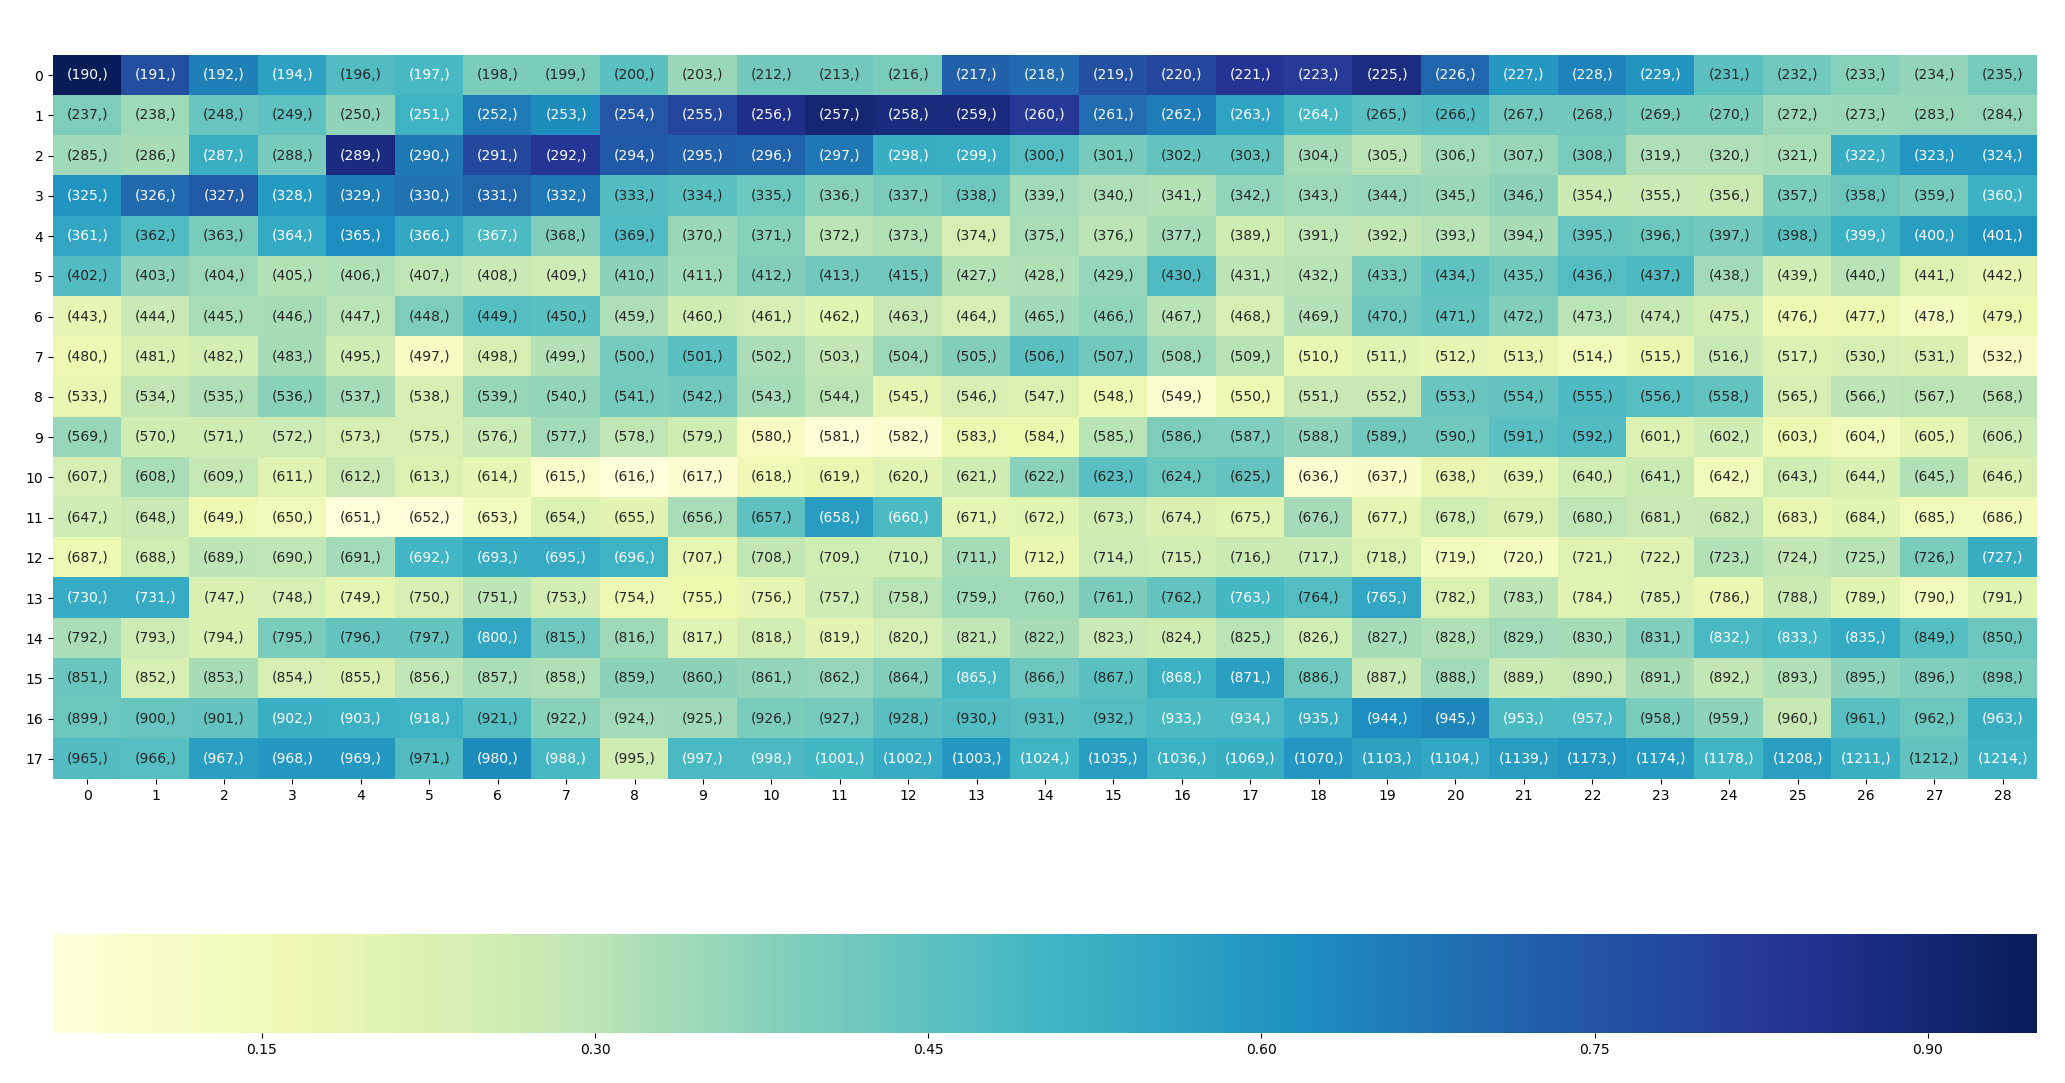 0 (190,) (191,) (192,) (194,) (196,) (197,) (198,) (199,) (200,) (203,) (212,) (213,) (216,) (217,) (218,) (219,) (220,) (221,) (223,) (225,) (226,) (227,) (228,) (229,) (231,) (232,) (233,) (234,) (235,)
1 (237,) (238,) (248,) (249,) (250,) (251,) (252,) (253,) (254,) (255,) (256,) (257,) (258,) (259,) (260,) (261,) (262,) (263,) (264,) (265,) (266,) (267,) (268,) (269,) (270,) (272,) (273,) (283,) (284,)
2 (285,) (286,) (287,) (288,) (289,) (290,) (291,) (292,) (294,) (295,) (296,) (297,) (298,) (299,) (300,) (301,) (302,) (303,) (304,) (305,) (306,) (307,) (308,) (319,) (320,) (321,) (322,) (323,) (324,)
3 (325,) (326,) (327,) (328,) (329,) (330,) (331,) (332,) (333,) (334,) (335,) (336,) (337,) (338,) (339,) (340,) (341,) (342,) (343,) (344,) (345,) (346,) (354,) (355,) (356,) (357,) (358,) (359,) (360,)
4 (361,) (362,) (363,) (364,) (365,) (366,) (367,) (368,) (369,) (370,) (371,) (372,) (373,) (374,) (375,) (376,) (377,) (389,) (391,) (392,) (393,) (394,) (395,) (396,) (397,) (398,) (399,) (400,) (401,)
5 (402,) (403,) (404,) (405,) (406,) (407,) (408,) (409,) (410,) (411,) (412,) (413,) (415,) (427,) (428,) (429,) (430,) (431,) (432,) (433,) (434,) (435,) (436,) (437,) (438,) (439,) (440,) (441,) (442,)
6 (443,) (444,) (445,) (446,) (447,) (448,) (449,) (450,) (459,) (460,) (461,) (462,) (463,) (464,) (465,) (466,) (467,) (468,) (469,) (470,) (471,) (472,) (473,) (474,) (475,) (476,) (477,) (478,) (479,)
7 (480,) (481,) (482,) (483,) (495,) (497,) (498,) (499,) (500,) (501,) (502,) (503,) (504,) (505,) (506,) (507,) (508,) (509,) (510,) (511,) (512,) (513,) (514,) (515,) (516,) (517,) (530,) (531,) (532,)
8 (533,) (534,) (535,) (536,) (537,) (538,) (539,) (540,) (541,) (542,) (543,) (544,) (545,) (546,) (547,) (548,) (549,) (550,) (551,) (552,) (553,) (554,) (555,) (556,) (558,) (565,) (566,) (567,) (568,)
9 (569,) (570,) (571,) (572,) (573,) (575,) (576,) (577,) (578,) (579,) (580,) (581,) (582,) (583,) (584,) (585,) (586,) (587,) (588,) (589,) (590,) (591,) (592,) (601,) (602,) (603,) (604,) (605,) (606,)
10 (607,) (608,) (609,) (611,) (612,) (613,) (614,) (615,) (616,) (617,) (618,) (619,) (620,) (621,) (622,) (623,) (624,) (625,) (636,) (637,) (638,) (639,) (640,) (641,) (642,) (643,) (644,) (645,) (646,)
11 (647,) (648,) (649,) (650,) (651,) (652,) (653,) (654,) (655,) (656,) (657,) (658,) (660,) (671,) (672,) (673,) (674,) (675,) (676,) (677,) (678,) (679,) (680,) (681,) (682,) (683,) (684,) (685,) (686,)
12 (687,) (688,) (689,) (690,) (691,) (692,) (693,) (695,) (696,) (707,) (708,) (709,) (710,) (711,) (712,) (714,) (715,) (716,) (717,) (718,) (719,) (720,) (721,) (722,) (723,) (724,) (725,) (726,) (727,)
13 (730,) (731,) (747,) (748,) (749,) (750,) (751,) (753,) (754,) (755,) (756,) (757,) (758,) (759,) (760,) (761,) (762,) (763,) (764,) (765,) (782,) (783,) (784,) (785,) (786,) (788,) (789,) (790,) (791,)
14 (792,) (793,) (794,) (795,) (796,) (797,) (800,) (815,) (816,) (817,) (818,) (819,) (820,) (821,) (822,) (823,) (824,) (825,) (826,) (827,) (828,) (829,) (830,) (831,) (832,) (833,) (835,) (849,) (850,)
15 (851,) (852,) (853,) (854,) (855,) (856,) (857,) (858,) (859,) (860,) (861,) (862,) (864,) (865,) (866,) (867,) (868,) (871,) (886,) (887,) (888,) (889,) (890,) (891,) (892,) (893,) (895,) (896,) (898,)
16 (899,) (900,) (901,) (902,) (903,) (918,) (921,) (922,) (924,) (925,) (926,) (927,) (928,) (930,) (931,) (932,) (933,) (934,) (935,) (944,) (945,) (953,) (957,) (958,) (959,) (960,) (961,) (962,) (963,)
17 (965,) (966,) (967,) (968,) (969,) (971,) (980,) (988,) (995,) (997,) (998,) (1001,) (1002,) (1003,) (1024,) (1035,) (1036,) (1069,) (1070,) (1103,) (1104,) (1139,) (1173,) (1174,) (1178,) (1208,) (1211,) (1212,) (1214,)
0 1 2 3 4 5 6 7 8 9 10 11 12 13 14 15 16 17 18 19 20 21 22 23 24 25 26 27 28
0.15 0.30 0.45 0.60 0.75 0.90